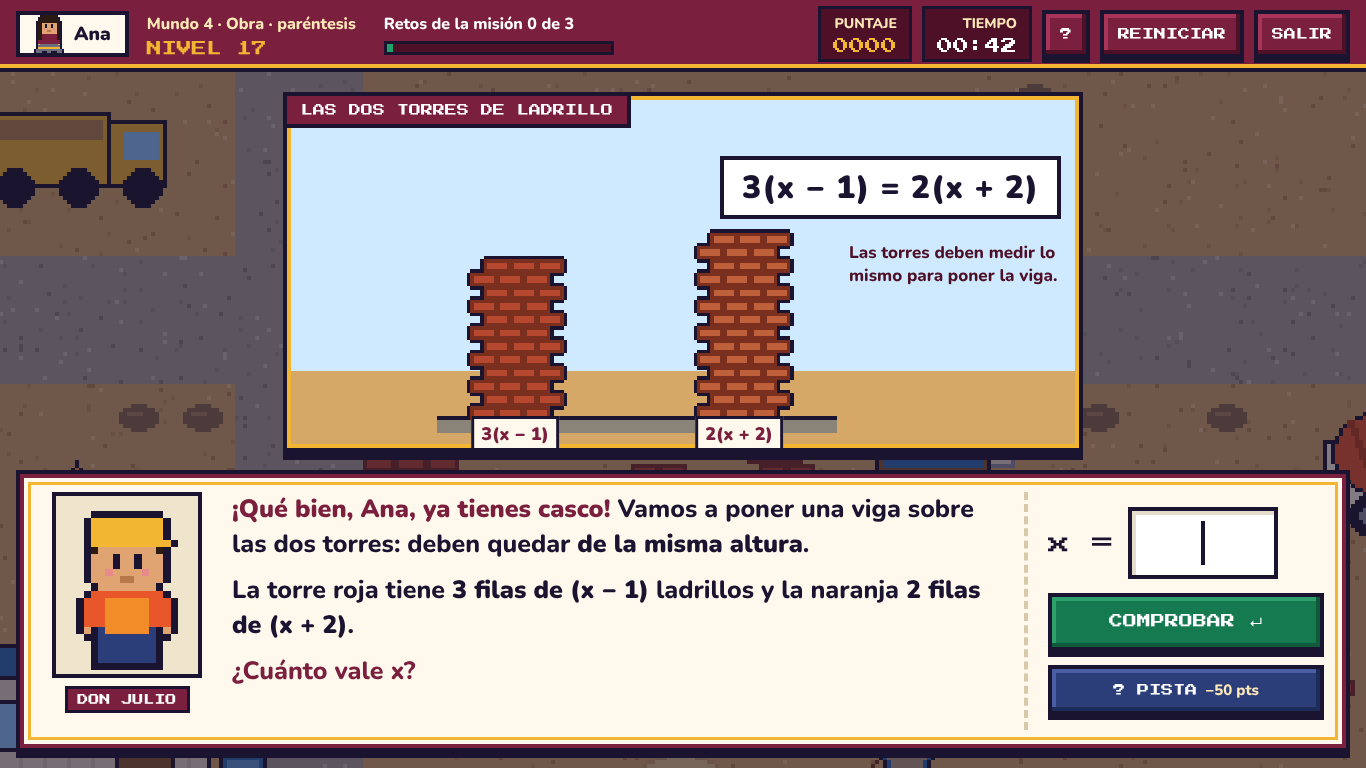 Ana
Mundo 4 · Obra · paréntesis
NIVEL 17
Retos de la misión 0 de 3
PUNTAJE
0000
TIEMPO
00:42
?
REINICIAR
SALIR
LAS DOS TORRES DE LADRILLO
3(x − 1) = 2(x + 2)
Las torres deben medir lo
mismo para poner la viga.
3(x − 1)
2(x + 2)
¡Qué bien, Ana, ya tienes casco! Vamos a poner una viga sobre
las dos torres: deben quedar de la misma altura.
La torre roja tiene 3 filas de (x − 1) ladrillos y la naranja 2 filas
de (x + 2).
¿Cuánto vale x?
DON JULIO
x =
COMPROBAR ↵
? PISTA −50 pts